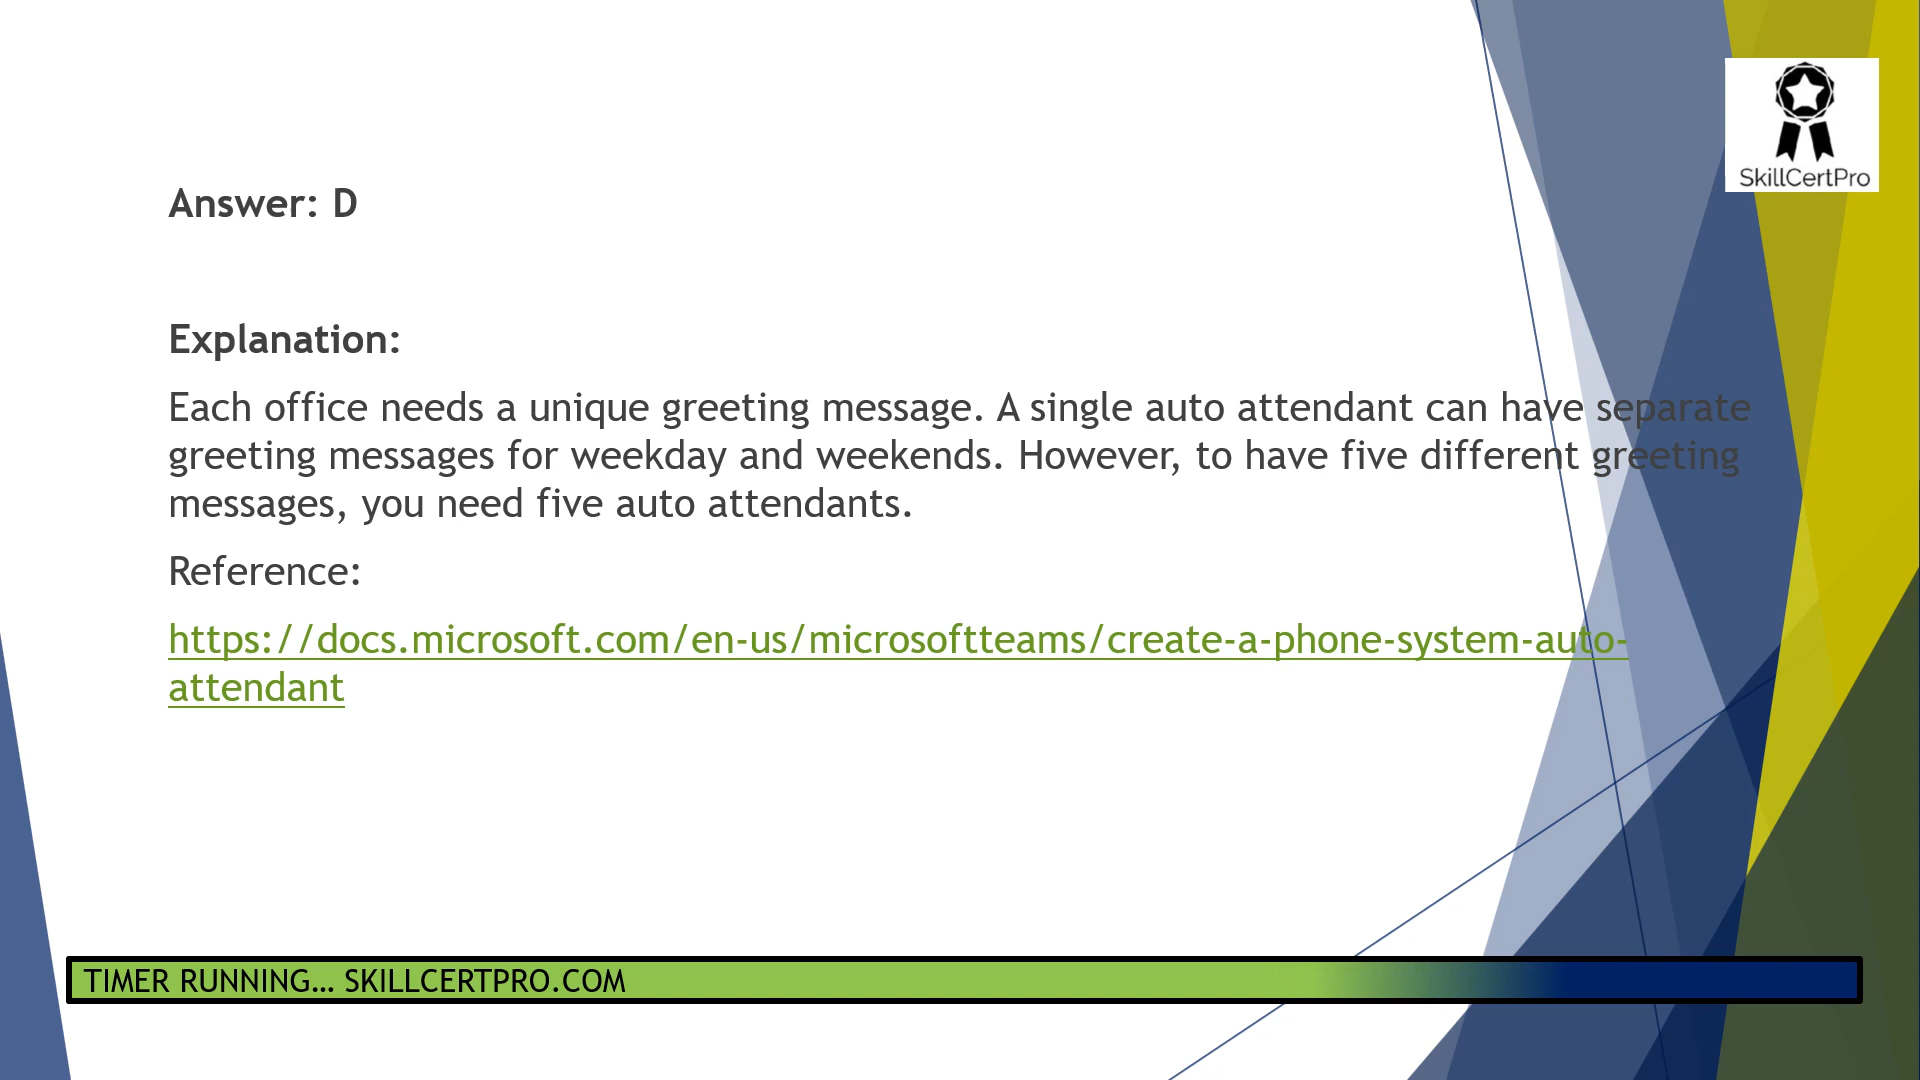 SkillCertPro
Answer: D
Explanation:
Each office needs a unique greeting message. A single auto attendant can have separate
greeting messages for weekday and weekends. However, to have five different greeting
messages, you need five auto attendants.
Reference:
https://docs.microsoft.com/en-us/microsoftteams/create-a-phone-system-auto-
attendant
TIMER RUNNING... SKILLCERTPRO.COM